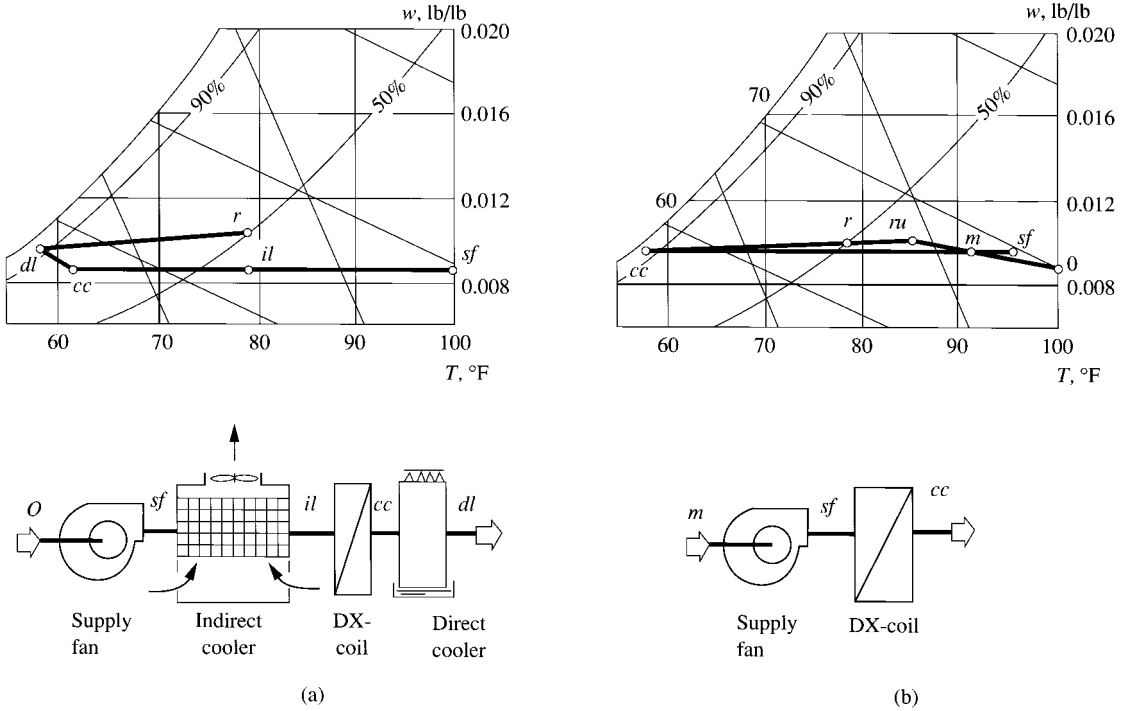 w, lb/lb
0.020
90%
50%
0.016
0.012
r
il
sf
dl
cc
0.008
60
70
80
90
100
T, °F
w, lb/lb
0.020
70
90%
50%
0.016
60
0.012
r
ru
m
sf
cc
0
0.008
60
70
80
90
100
T, °F
O
sf
il
cc
dl
Supply
fan
Indirect
cooler
DX-
coil
Direct
cooler
(a)
m
sf
cc
Supply
fan
DX-coil
(b)